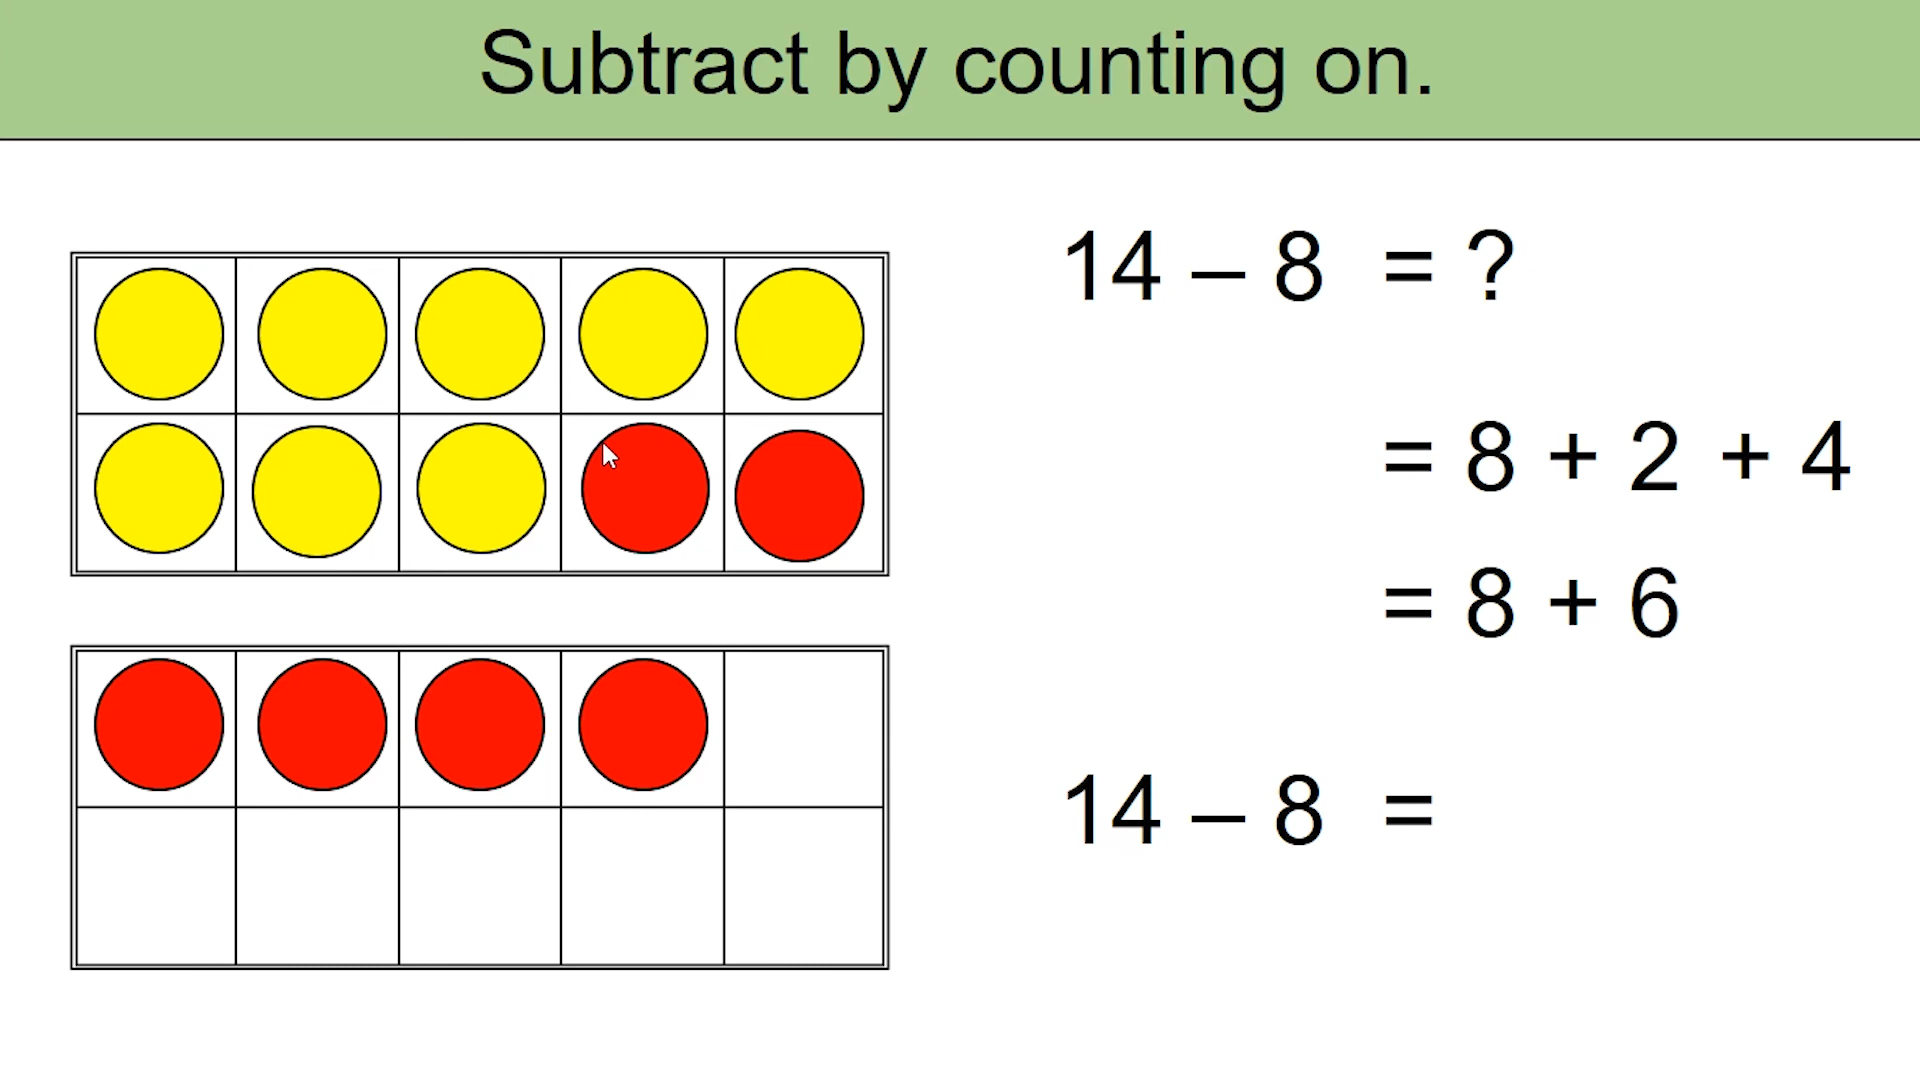 Subtract by counting on.
14 – 8 = ?
= 8 + 2 + 4
= 8 + 6
14 – 8 =